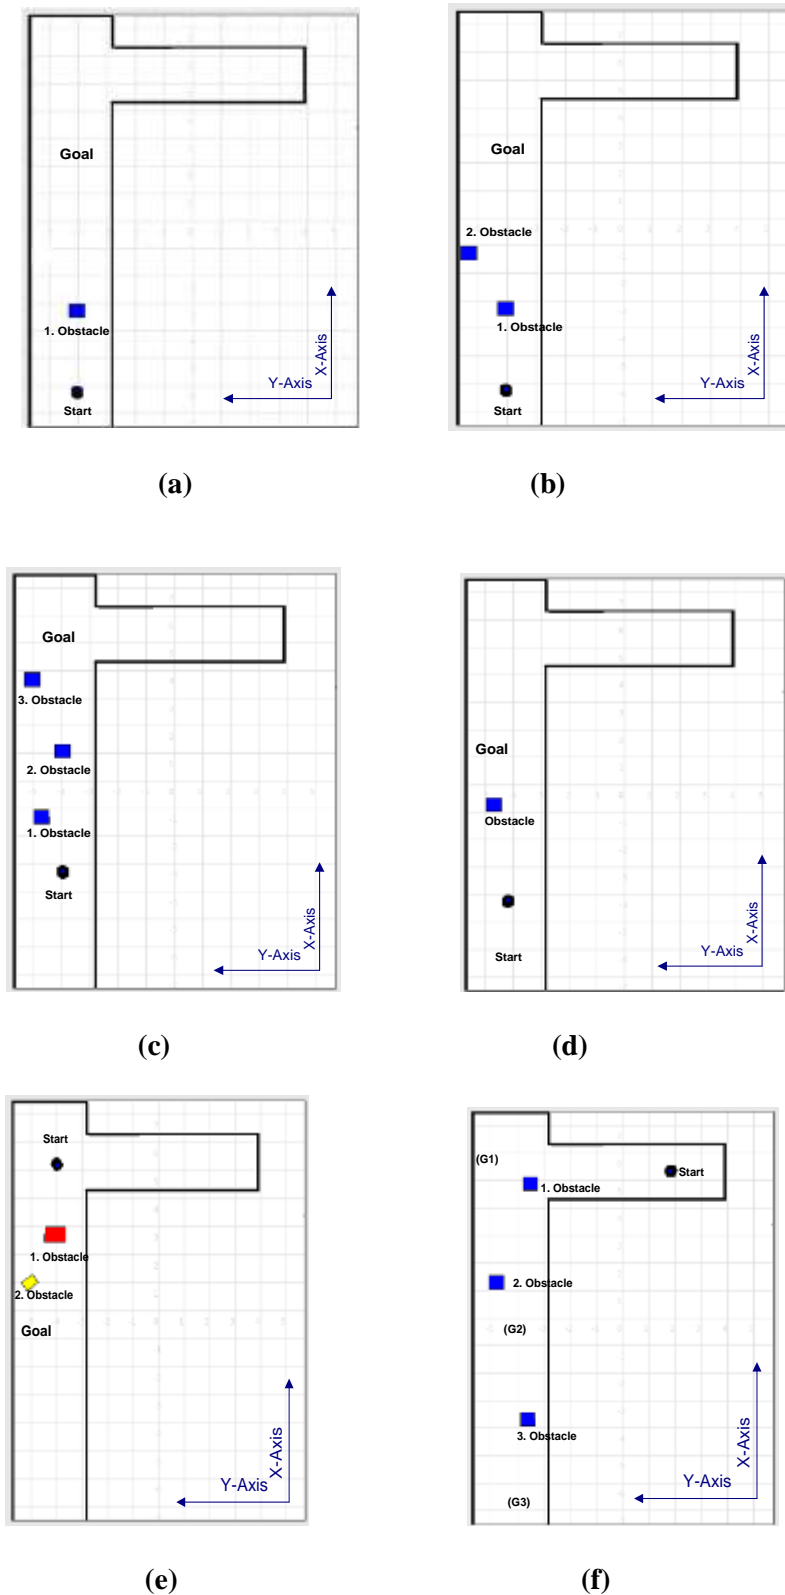 Goal
1. Obstacle
X-Axis
Y-Axis
Start
(a)
Goal
2. Obstacle
1. Obstacle
X-Axis
Y-Axis
Start
(b)
Goal
3. Obstacle
2. Obstacle
1. Obstacle
Start
X-Axis
Y-Axis
(c)
Goal
Obstacle
X-Axis
Y-Axis
Start
(d)
Start
1. Obstacle
2. Obstacle
Goal
X-Axis
Y-Axis
(e)
(G1)
Start
1. Obstacle
2. Obstacle
(G2)
3. Obstacle
X-Axis
Y-Axis
(G3)
(f)